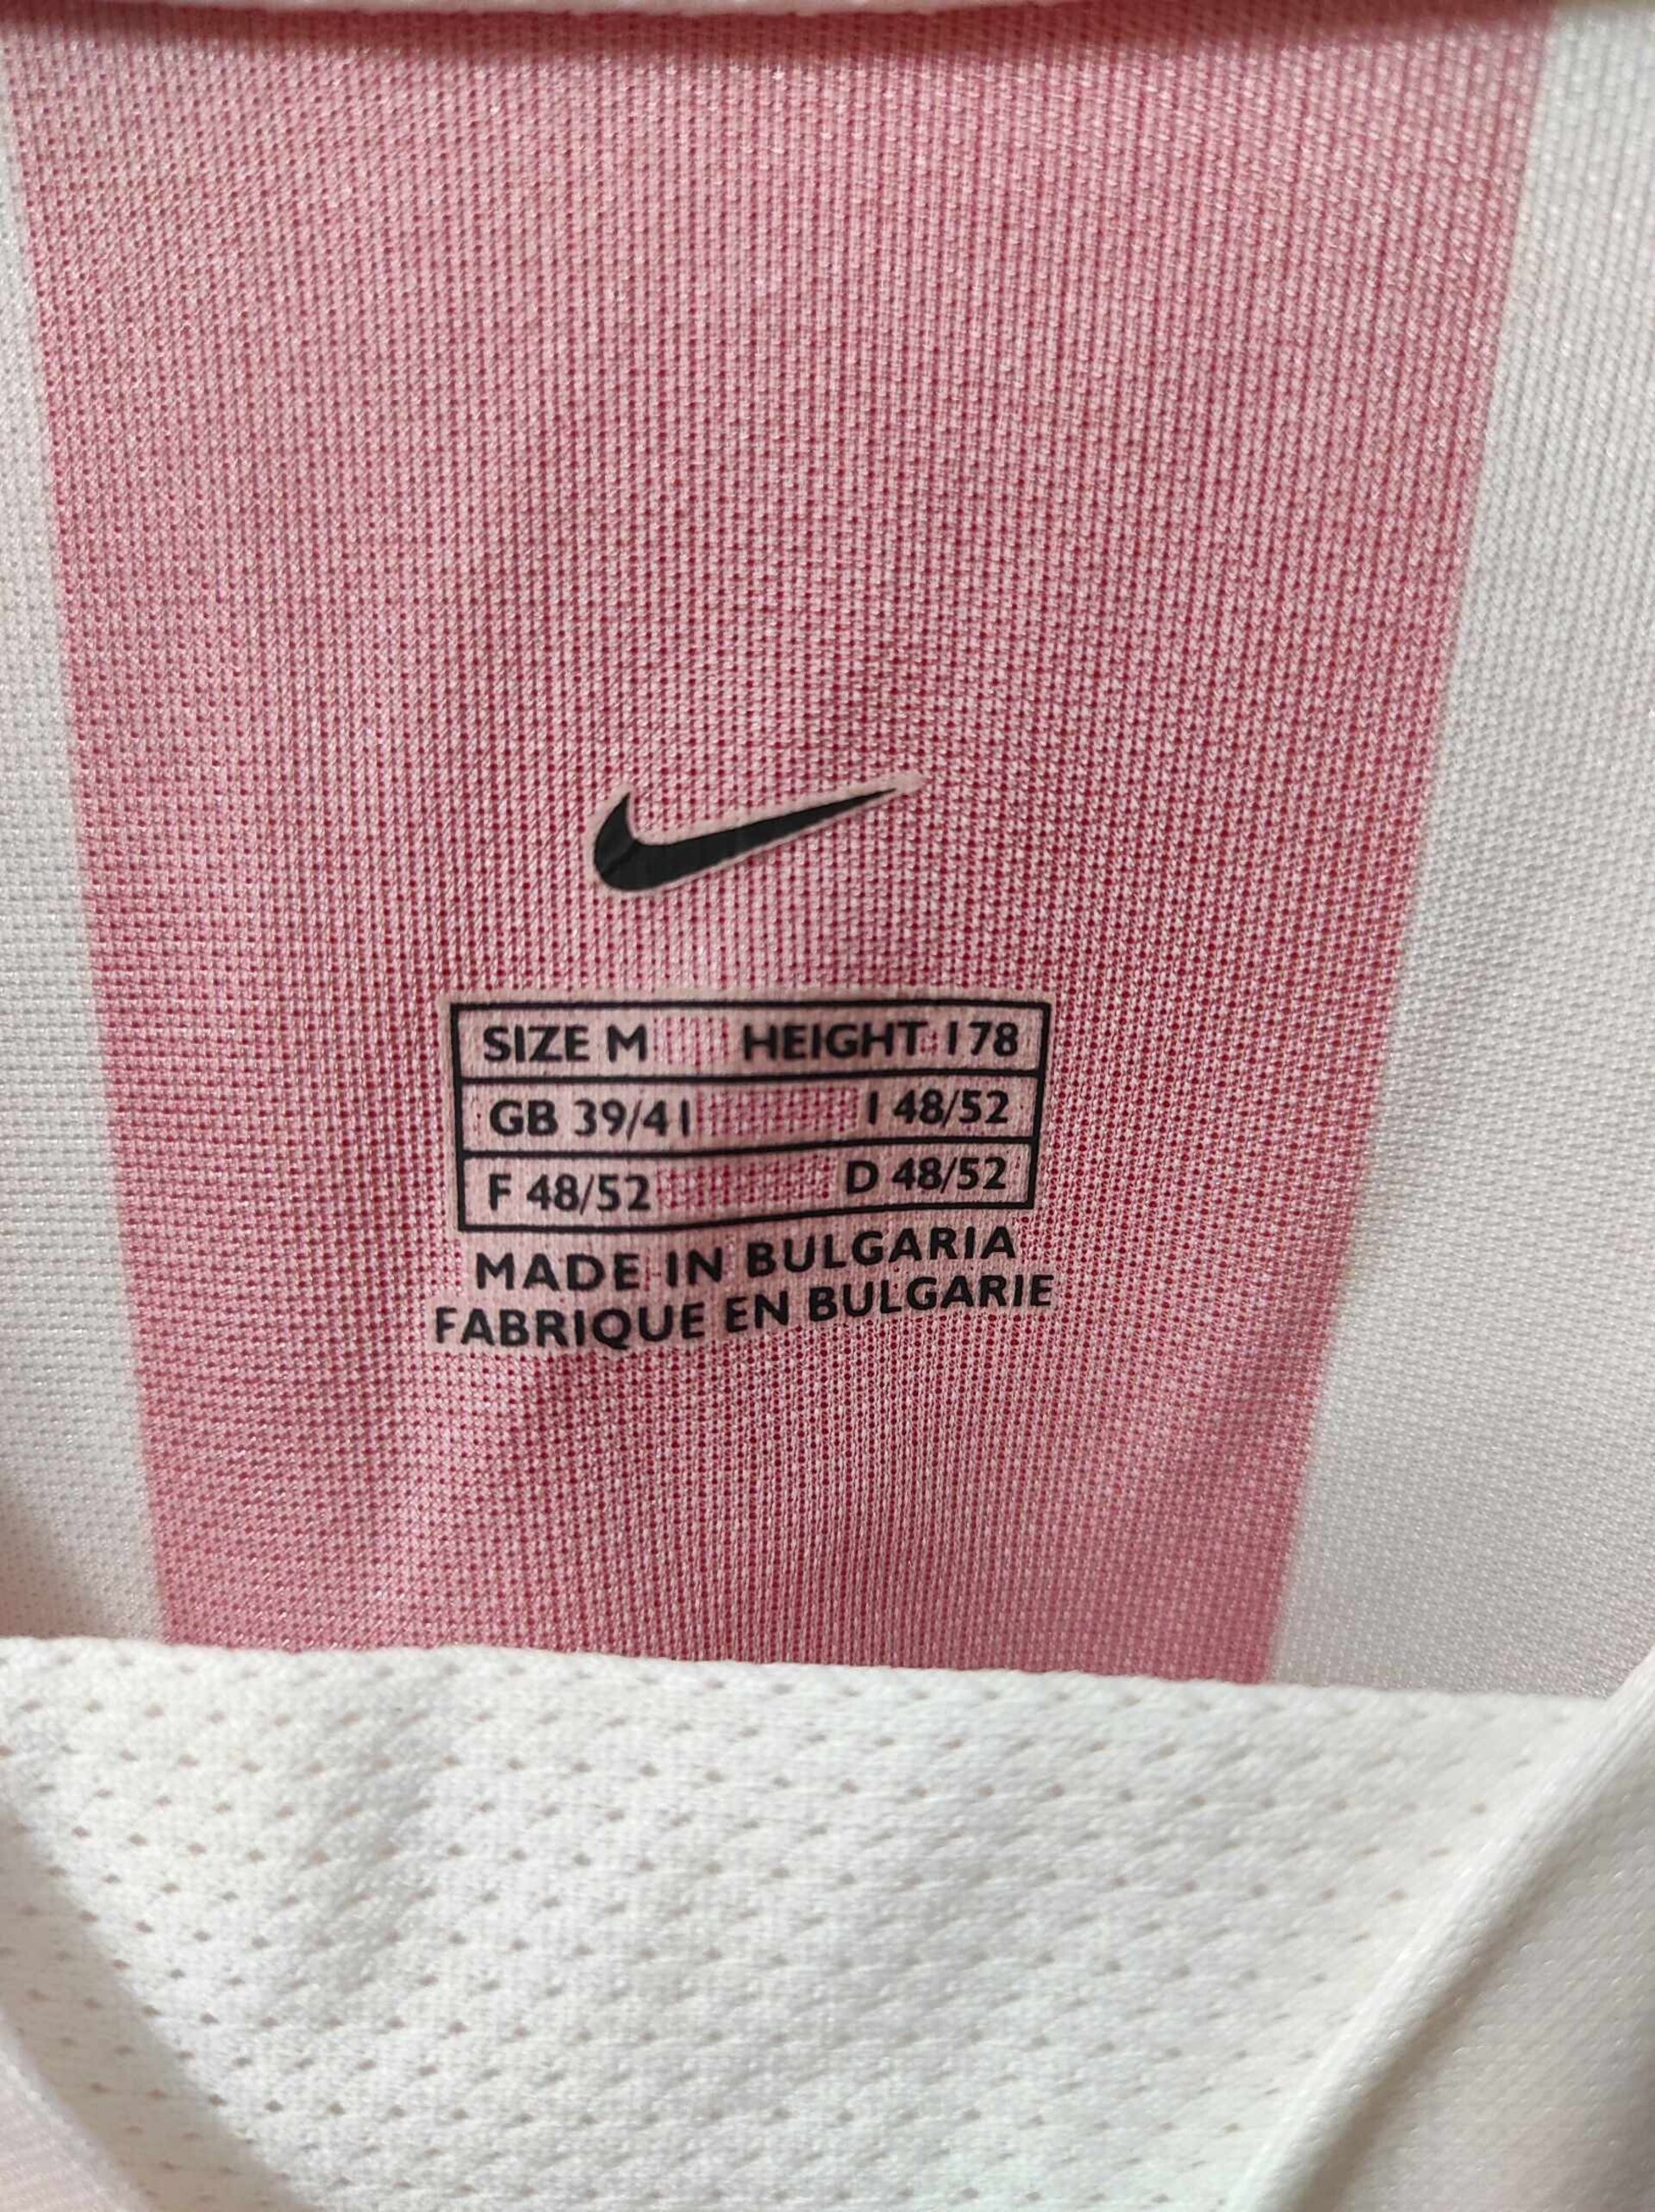 SIZE M HEIGHT 178
GB 39/41 I 48/52
F 48/52 D 48/52
MADE IN BULGARIA
FABRIQUE EN BULGARIE